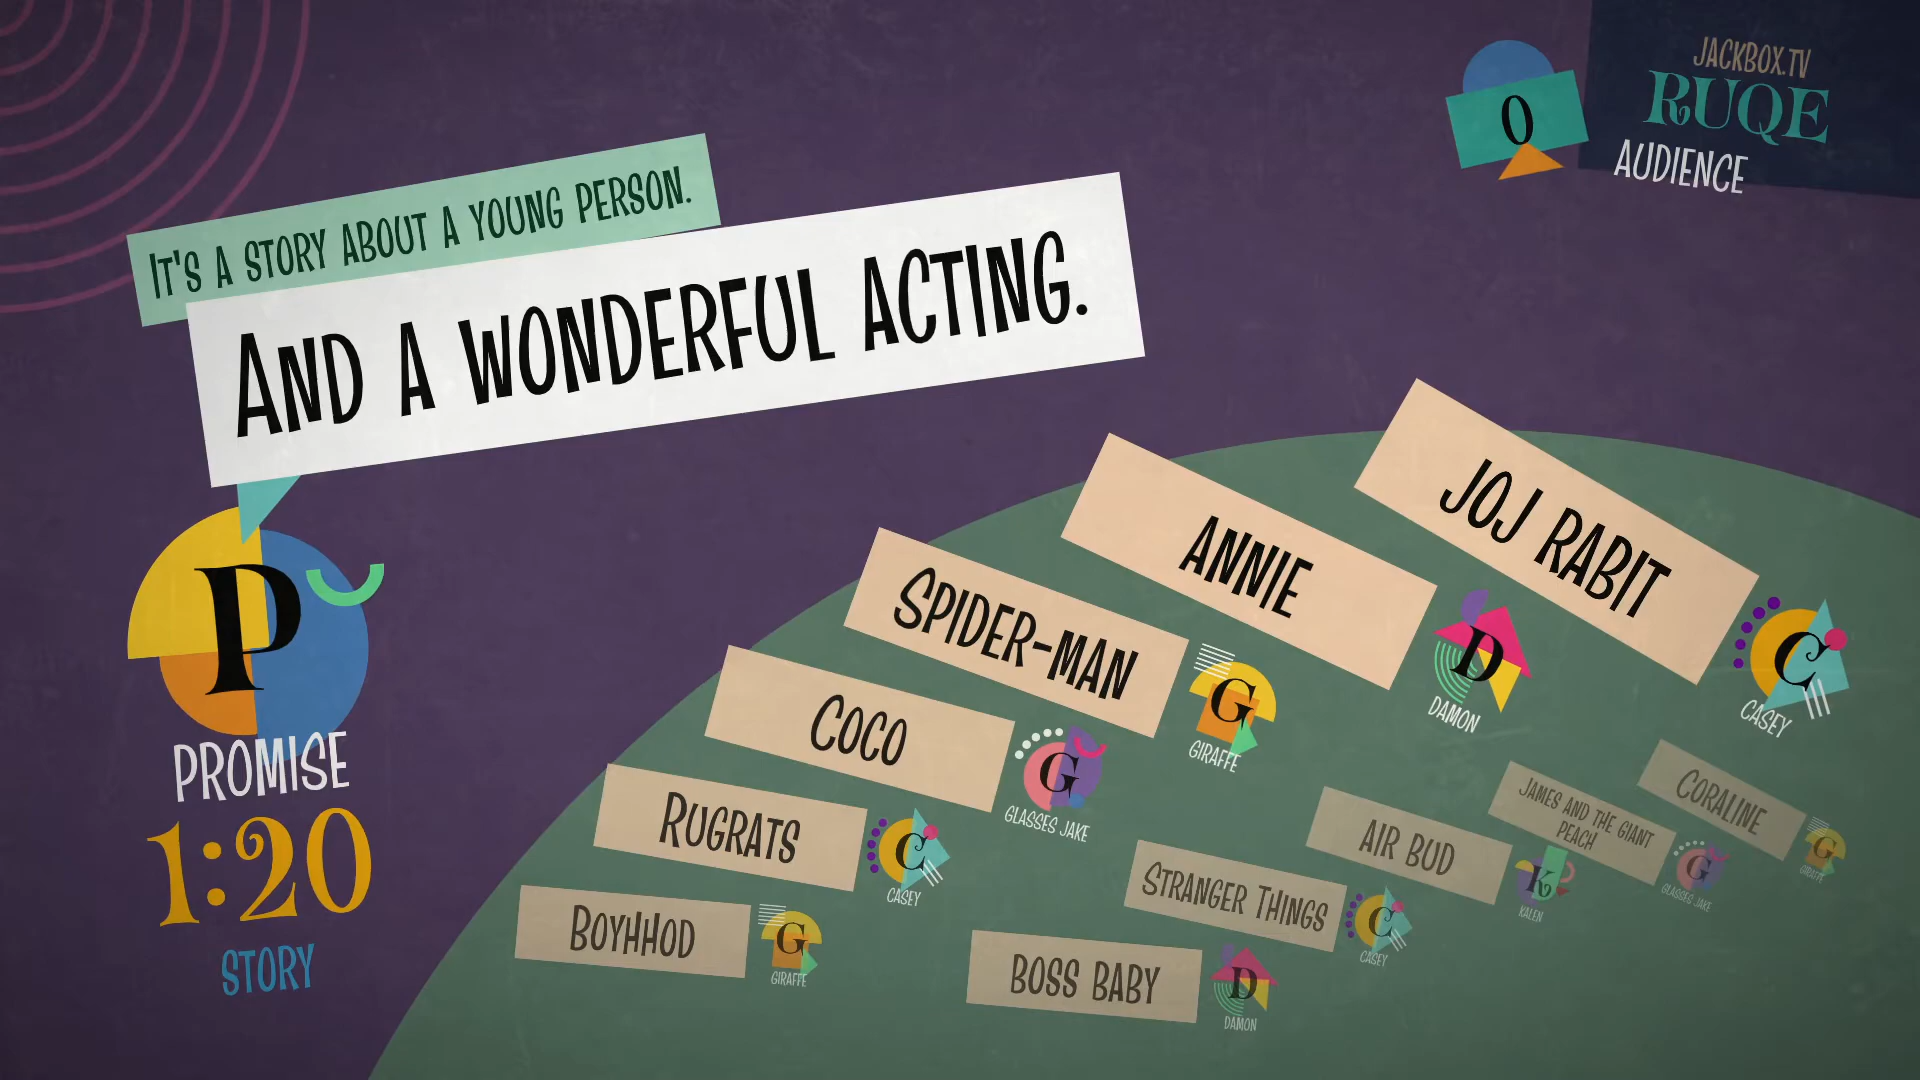 JACKBOX.TV
RUQE
0
AUDIENCE
It's a story about a young person.
And a wonderful acting.
P
PROMISE
1:20
STORY
JOJ RABIT
C
CASEY
ANNIE
D
DAMON
Spider-man
G
GIRAFFE
Coco
G
GLASSES JAKE
Rugrats
C
CASEY
Boyhhod
G
GIRAFFE
Coraline
G
GIRAFFE
James and the Giant
Peach
G
GLASSES JAKE
AIR BUD
K
KALEN
Stranger Things
C
CASEY
BOSS BABY
D
DAMON